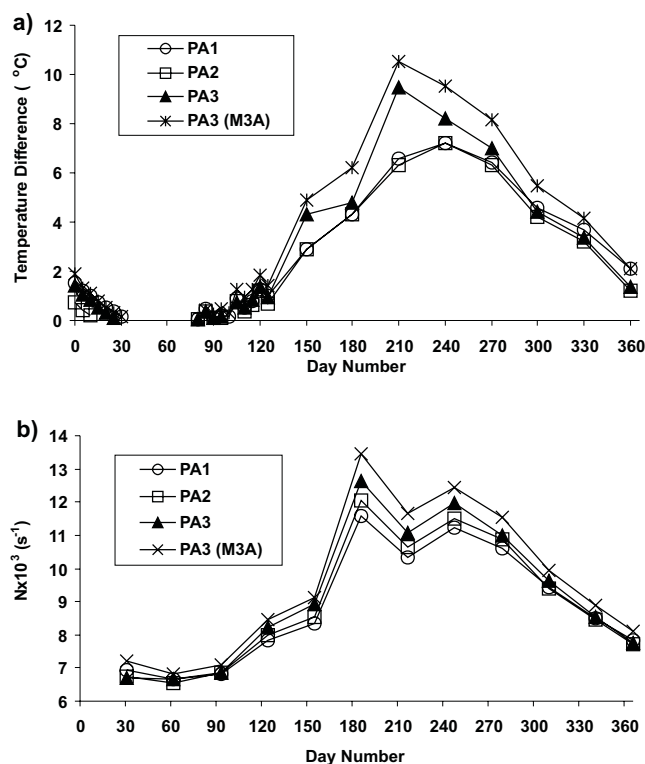 a)
Temperature Difference ( °C)
12
10
8
6
4
2
0
PA1
PA2
PA3
PA3 (M3A)
0 30 60 90 120 150 180 210 240 270 300 330 360
Day Number
b)
Nx10³ (s⁻¹)
14
13
12
11
10
9
8
7
6
PA1
PA2
PA3
PA3 (M3A)
0 30 60 90 120 150 180 210 240 270 300 330 360
Day Number